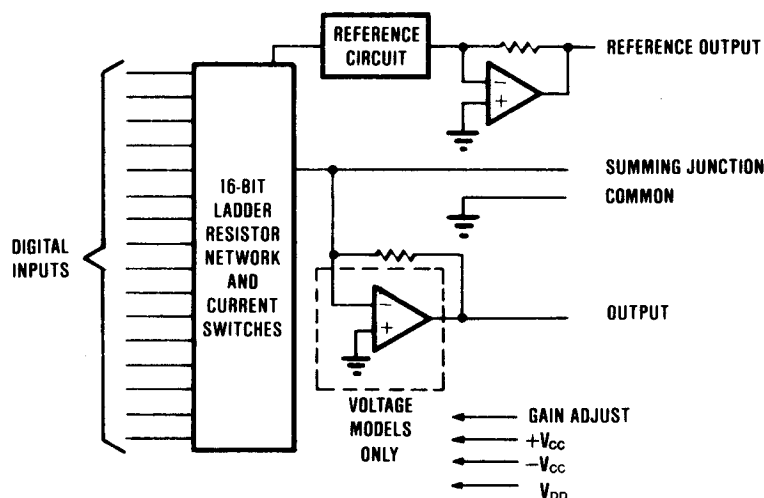 REFERENCE
CIRCUIT
REFERENCE OUTPUT
-
+
16-BIT
LADDER
RESISTOR
NETWORK
AND
CURRENT
SWITCHES
SUMMING JUNCTION
COMMON
DIGITAL
INPUTS
-
+
OUTPUT
VOLTAGE
MODELS
ONLY
GAIN ADJUST
+VCC
-VCC
VDD